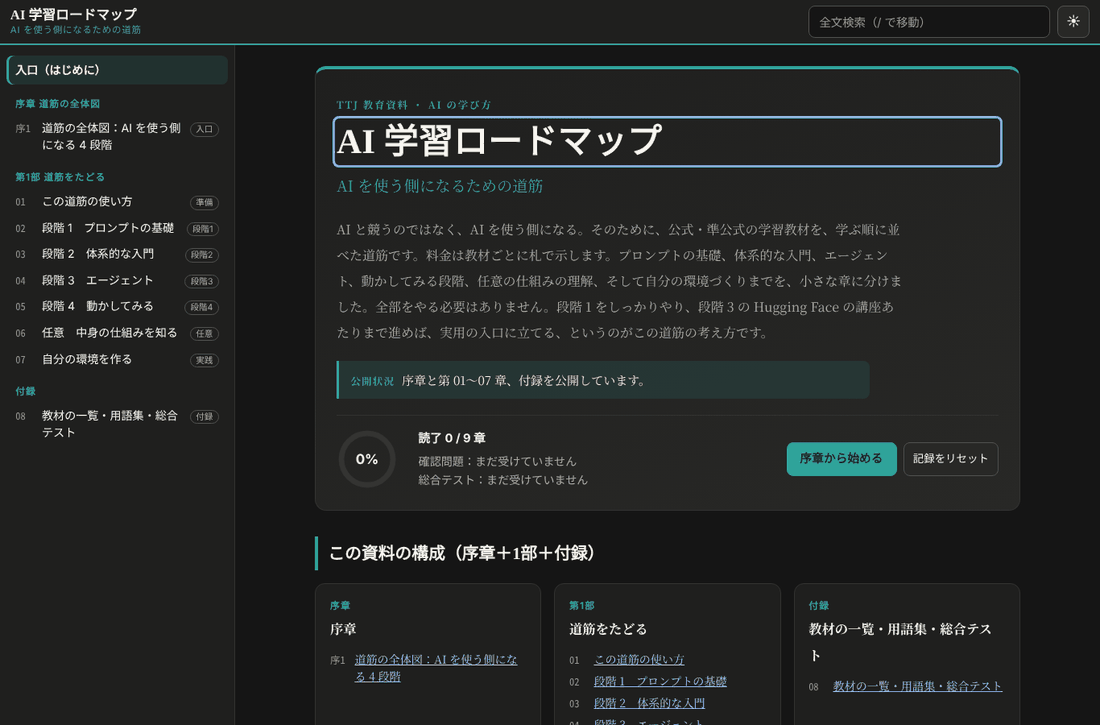 AI 学習ロードマップ
AI を使う側になるための道筋
全文検索（/ で移動）
入口（はじめに）
序章 道筋の全体図
序1 道筋の全体図：AI を使う側 入口
になる 4 段階
第1部 道筋をたどる
01 この道筋の使い方 準備
02 段階 1　プロンプトの基礎 段階1
03 段階 2　体系的な入門 段階2
04 段階 3　エージェント 段階3
05 段階 4　動かしてみる 段階4
06 任意　中身の仕組みを知る 任意
07 自分の環境を作る 実践
付録
08 教材の一覧・用語集・総合 付録
テスト
TTJ 教育資料 ・ AI の学び方
AI 学習ロードマップ
AI を使う側になるための道筋
AI と競うのではなく、AI を使う側になる。そのために、公式・準公式の学習教材を、学ぶ順に並
べた道筋です。料金は教材ごとに札で示します。プロンプトの基礎、体系的な入門、エージェン
ト、動かしてみる段階、任意の仕組みの理解、そして自分の環境づくりまでを、小さな章に分けま
した。全部をやる必要はありません。段階 1 をしっかりやり、段階 3 の Hugging Face の講座あ
たりまで進めば、実用の入口に立てる、というのがこの道筋の考え方です。
公開状況 序章と第 01〜07 章、付録を公開しています。
0%
読了 0 / 9 章
確認問題：まだ受けていません
総合テスト：まだ受けていません
序章から始める
記録をリセット
この資料の構成（序章＋1部＋付録）
序章
序章
序1 道筋の全体図：AI を使う側にな
る 4 段階
第1部
道筋をたどる
01 この道筋の使い方
02 段階 1　プロンプトの基礎
03 段階 2　体系的な入門
04 段階 3　エージェント
付録
教材の一覧・用語集・総合テス
ト
08 教材の一覧・用語集・総合テスト